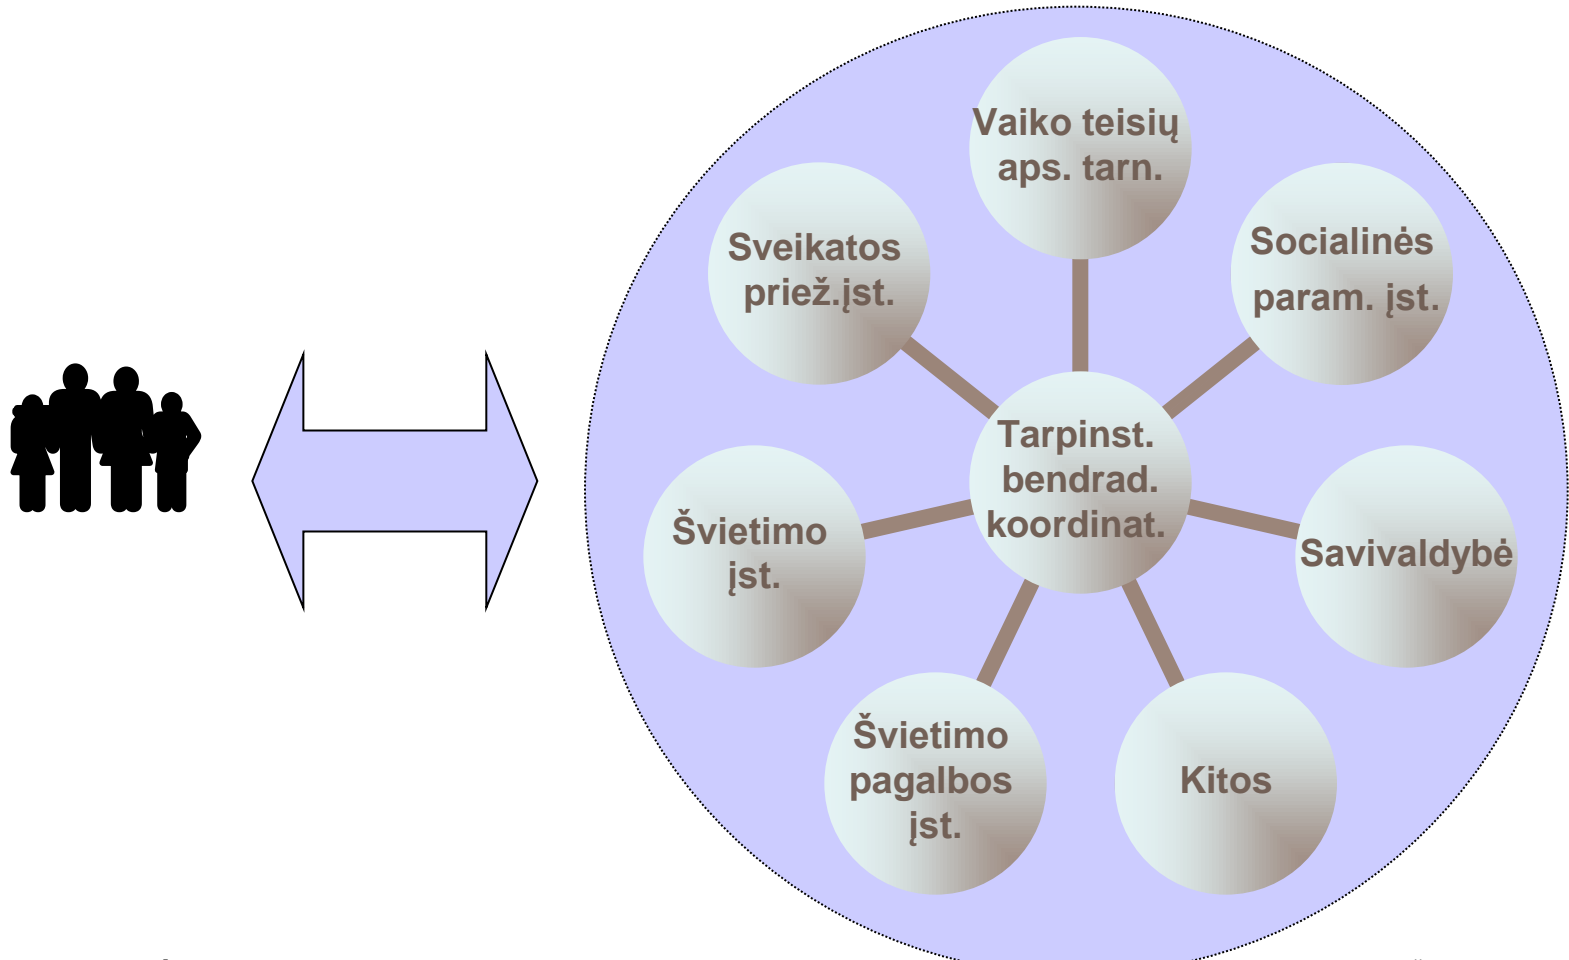 Vaiko teisių
aps. tarn.
Sveikatos
priež.įst.
Socialinės
param. įst.
Tarpinst.
bendrad.
koordinat.
Švietimo
įst.
Savivaldybė
Švietimo
pagalbos
įst.
Kitos